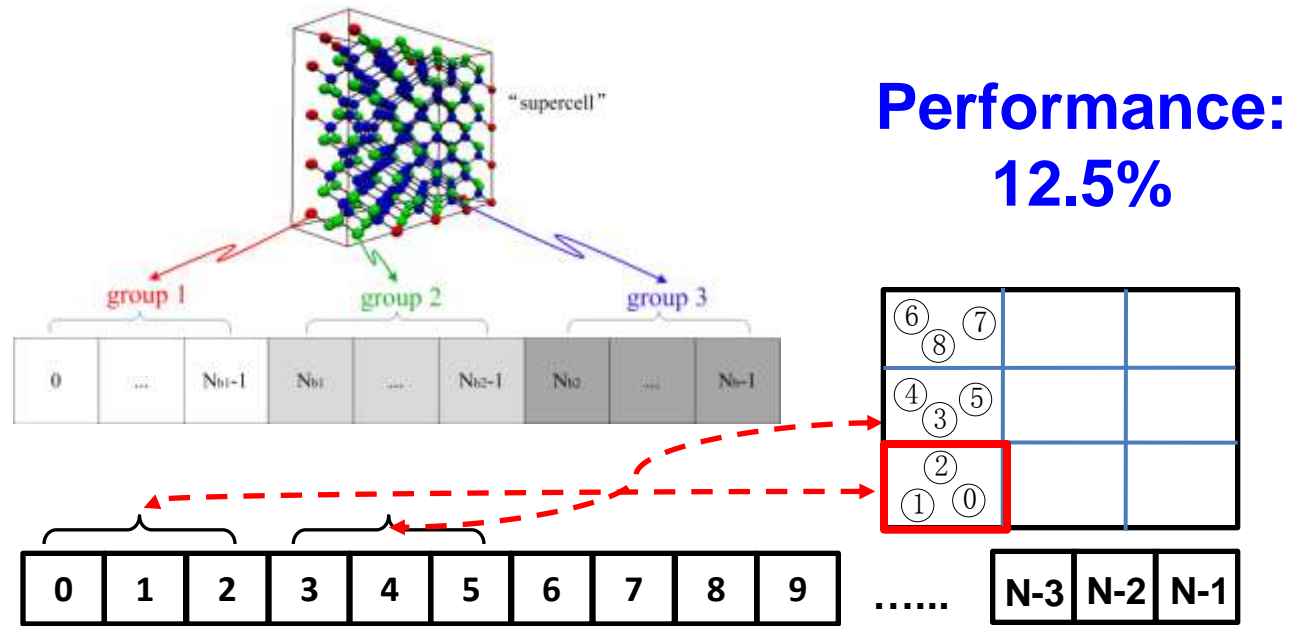 “supercell”
Performance:
12.5%
group 1
group 2
group 3
0 ... Nb1-1 Nb1 ... Nb2-1 Nb2 ... Nb-1
⑥ ⑦
⑧
④ ⑤
③
②
① ⓪
0 1 2 3 4 5 6 7 8 9 …... N-3 N-2 N-1